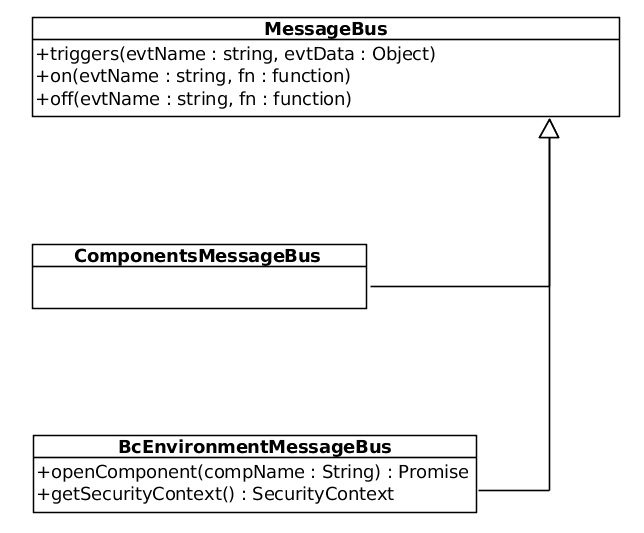 MessageBus
+triggers(evtName : string, evtData : Object)
+on(evtName : string, fn : function)
+off(evtName : string, fn : function)
ComponentsMessageBus
BcEnvironmentMessageBus
+openComponent(compName : String) : Promise
+getSecurityContext() : SecurityContext